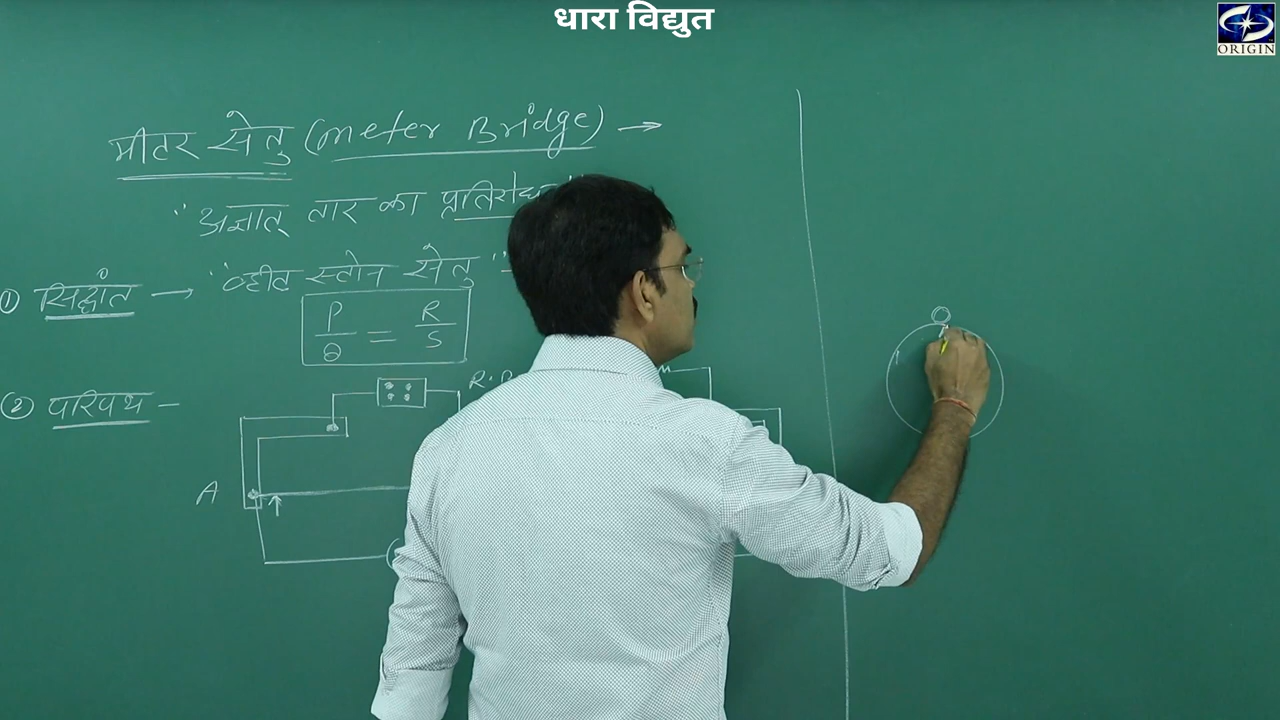 धारा विद्युत
ORIGIN
मीटर सेतु (meter Bridge) →
"अज्ञात् तार का प्रतिरोध
① सिद्धांत → "व्हीट स्टोन सेतु"
P/Q = R/S
② परिपथ -
R.
A